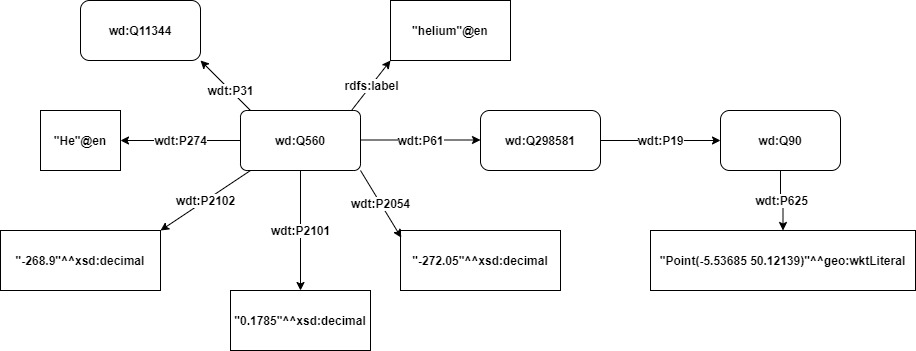 wd:Q11344
"helium"@en
wdt:P31
rdfs:label
"He"@en
wdt:P274
wd:Q560
wdt:P61
wd:Q298581
wdt:P19
wd:Q90
wdt:P2102
wdt:P2101
wdt:P2054
wdt:P625
"-268.9"^^xsd:decimal
"-272.05"^^xsd:decimal
"Point(-5.53685 50.12139)"^^geo:wktLiteral
"0.1785"^^xsd:decimal